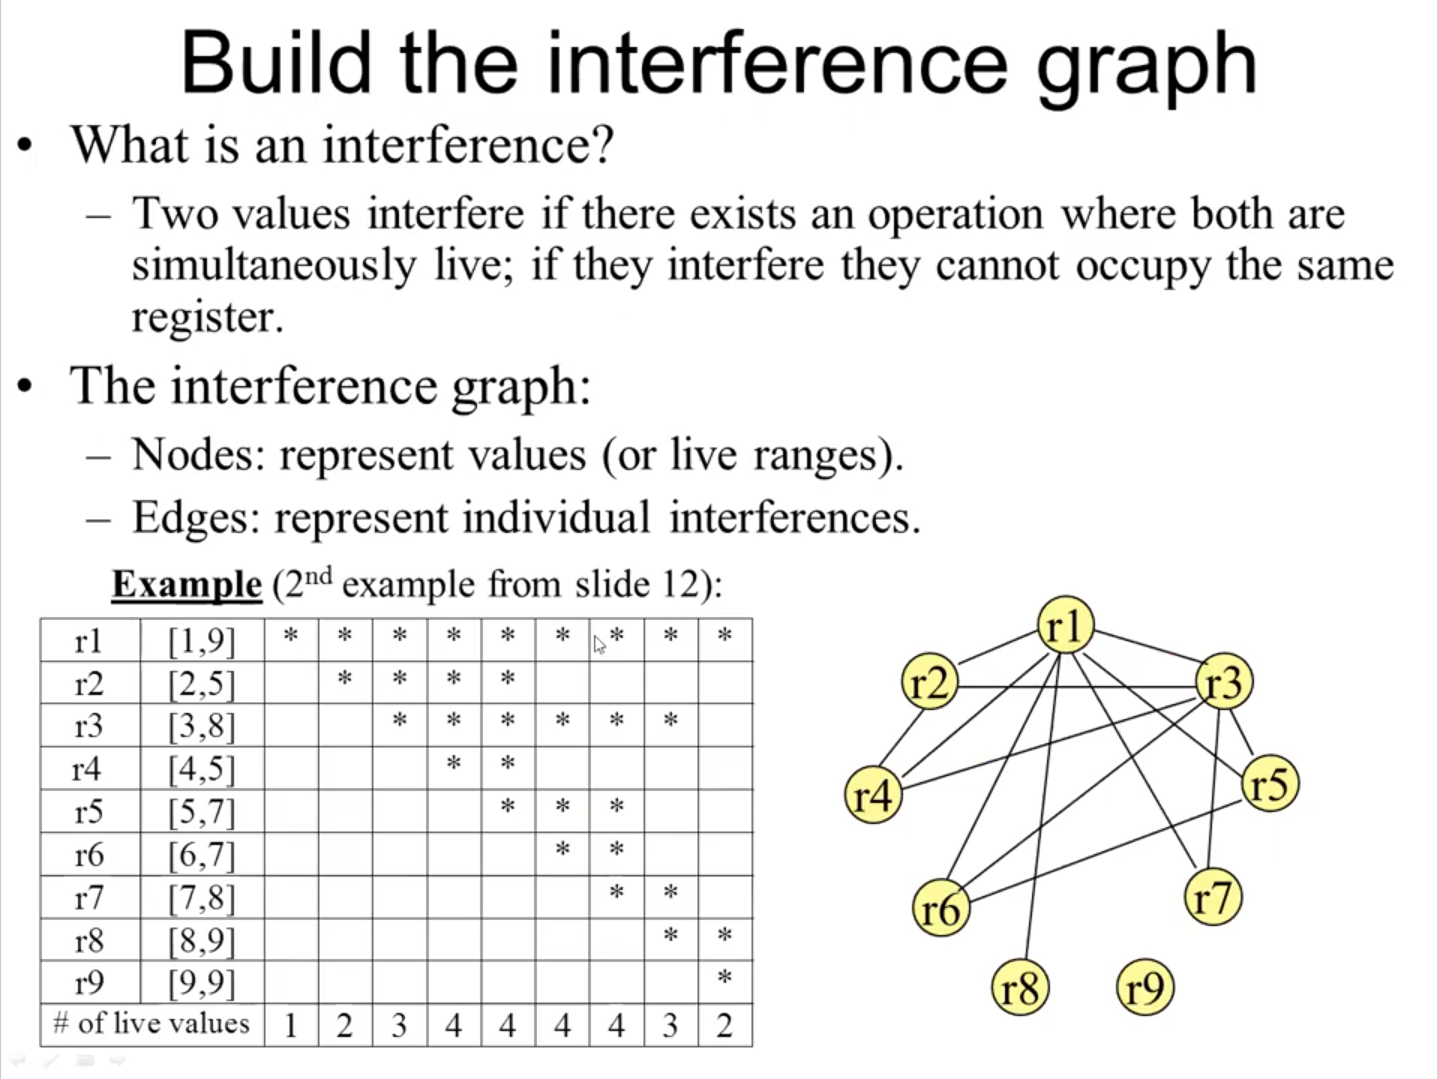 Build the interference graph
• What is an interference?
– Two values interfere if there exists an operation where both are
simultaneously live; if they interfere they cannot occupy the same
register.
• The interference graph:
– Nodes: represent values (or live ranges).
– Edges: represent individual interferences.
Example (2nd example from slide 12):
r1 [1,9] * * * * * * * * *
r2 [2,5] * * * *
r3 [3,8] * * * * * *
r4 [4,5] * *
r5 [5,7] * * *
r6 [6,7] * *
r7 [7,8] * *
r8 [8,9] * *
r9 [9,9] *
# of live values 1 2 3 4 4 4 4 3 2
r1
r2 r3
r4 r5
r6 r7
r8 r9